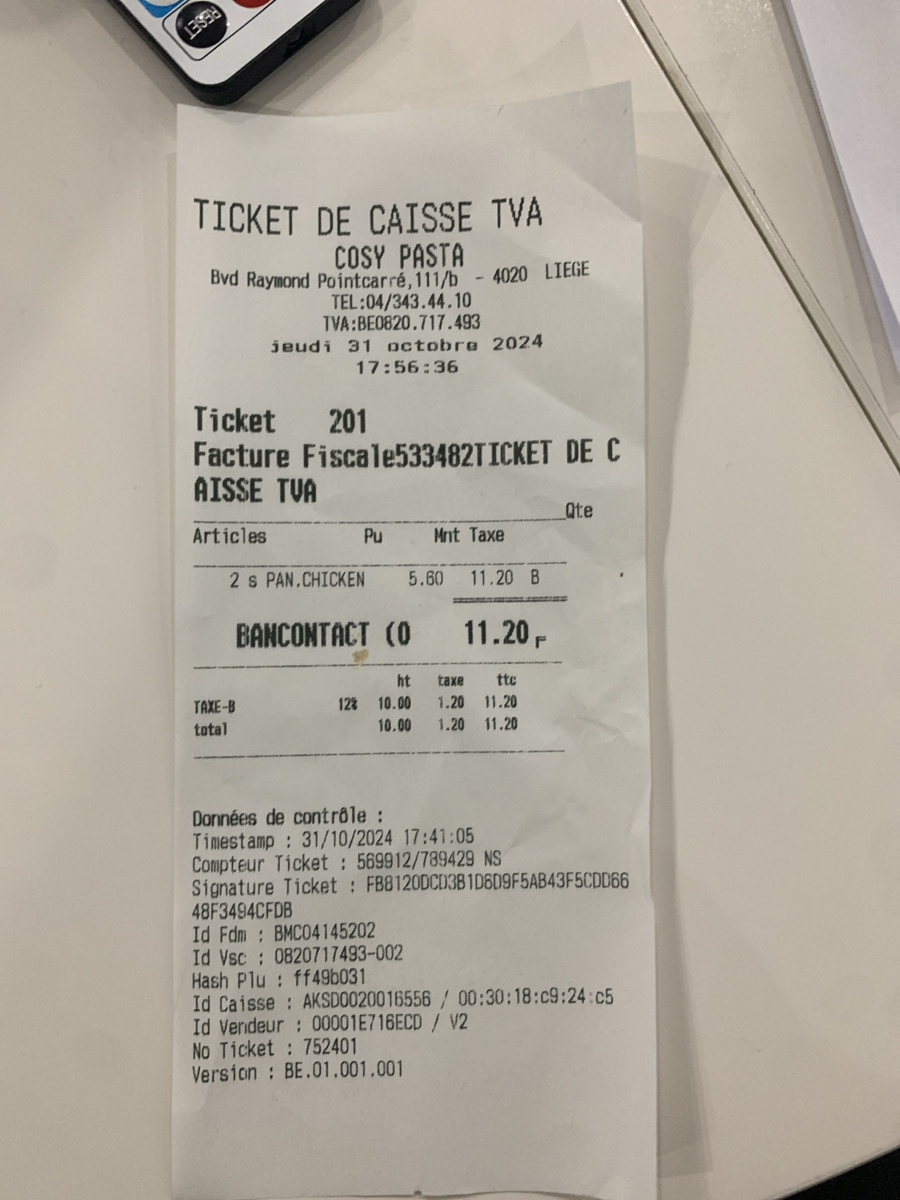 RESET
TICKET DE CAISSE TVA
COSY PASTA
Bvd Raymond Pointcarré,111/b - 4020 LIEGE
TEL:04/343.44.10
TVA:BE0820.717.493
jeudi 31 octobre 2024
17:56:36
Ticket 201
Facture Fiscale533482TICKET DE C
AISSE TVA
Qte
Articles Pu Mnt Taxe
2 s PAN.CHICKEN 5.60 11.20 B
BANCONTACT (0 11.20 F
ht taxe ttc
TAXE-B 12% 10.00 1.20 11.20
total 10.00 1.20 11.20
Données de contrôle :
Timestamp : 31/10/2024 17:41:05
Compteur Ticket : 569912/789429 NS
Signature Ticket : FB8120DCD3B1D6D9F5AB43F5CDD66
48F3494CFDB
Id Fdm : BMC04145202
Id Vsc : 0820717493-002
Hash Plu : ff49b031
Id Caisse : AKSD0020016556 / 00:30:18:c9:24:c5
Id Vendeur : 00001E716ECD / V2
No Ticket : 752401
Version : BE.01.001.001